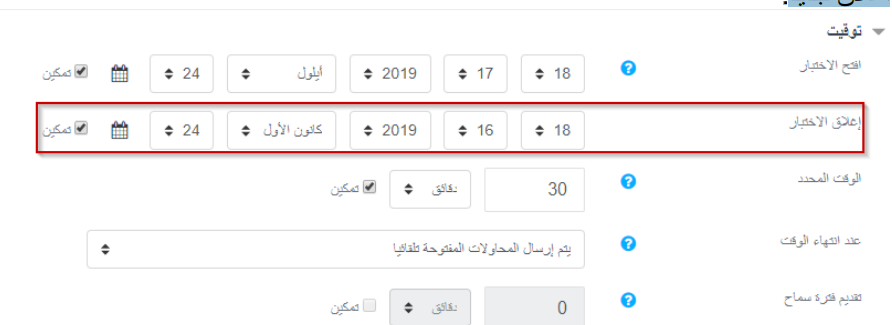 توقيت
افتح الاختبار 18 17 2019 أيلول 24 تمكين
إغلاق الاختبار 18 16 2019 كانون الأول 24 تمكين
الوقت المحدد 30 دقائق تمكين
عند انتهاء الوقت يتم إرسال المحاولات المفتوحة تلقائيا
تقديم فترة سماح 0 دقائق تمكين